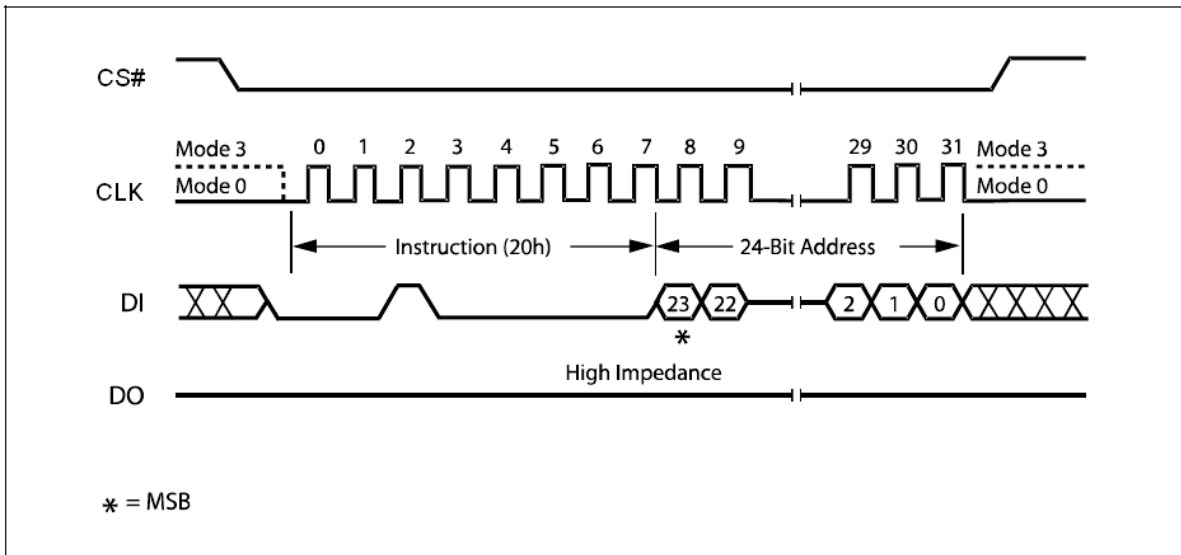 CS#
Mode 3
0 1 2 3 4 5 6 7 8 9 29 30 31
Mode 3
CLK
Mode 0
Mode 0
Instruction (20h)
24-Bit Address
DI
23 22 2 1 0
*
High Impedance
DO
* = MSB